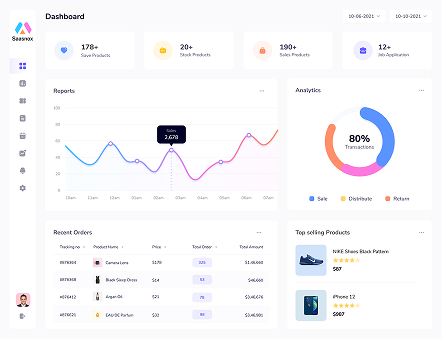 Saasnox
Dashboard
10-06-2021
10-10-2021
178+
Save Products
20+
Stock Products
190+
Sales Products
12+
Job Application
Reports
100
80
60
40
20
0
Sales
2,678
10am 11am 12am 01am 02am 03am 04am 05am 06am 07am
Analytics
80%
Transactions
Sale
Distribute
Return
Recent Orders
Tracking no Product Name Price Total Order Total Amount
#876364 Camera Lens $178 325 $1,46,660
#876368 Black Sleep Dress $14 53 $46,660
#876412 Argan Oil $21 78 $3,46,676
#876621 EAU DE Parfum $32 98 $3,46,981
Top selling Products
NIKE Shoes Black Pattern
$87
iPhone 12
$987